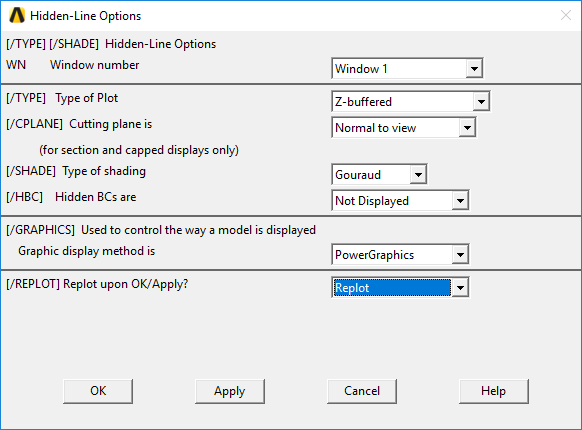 Hidden-Line Options
[/TYPE] [/SHADE] Hidden-Line Options
WN Window number Window 1
[/TYPE] Type of Plot Z-buffered
[/CPLANE] Cutting plane is Normal to view
(for section and capped displays only)
[/SHADE] Type of shading Gouraud
[/HBC] Hidden BCs are Not Displayed
[/GRAPHICS] Used to control the way a model is displayed
Graphic display method is PowerGraphics
[/REPLOT] Replot upon OK/Apply? Replot
OK Apply Cancel Help